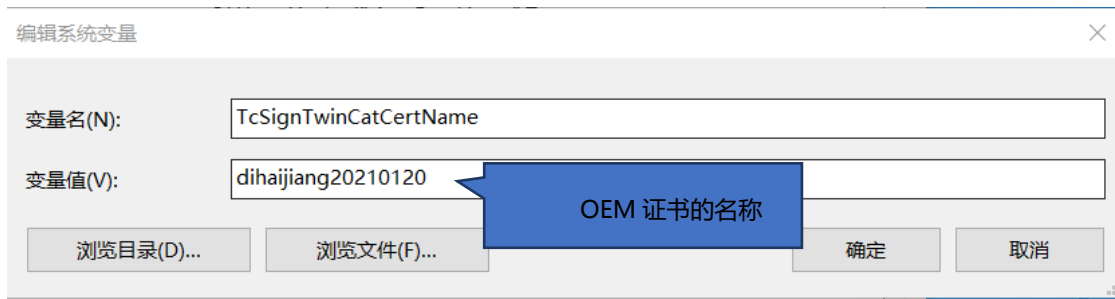 编辑系统变量
变量名(N):
TcSignTwinCatCertName
变量值(V):
dihaijiang20210120
OEM 证书的名称
浏览目录(D)...
浏览文件(F)...
确定
取消